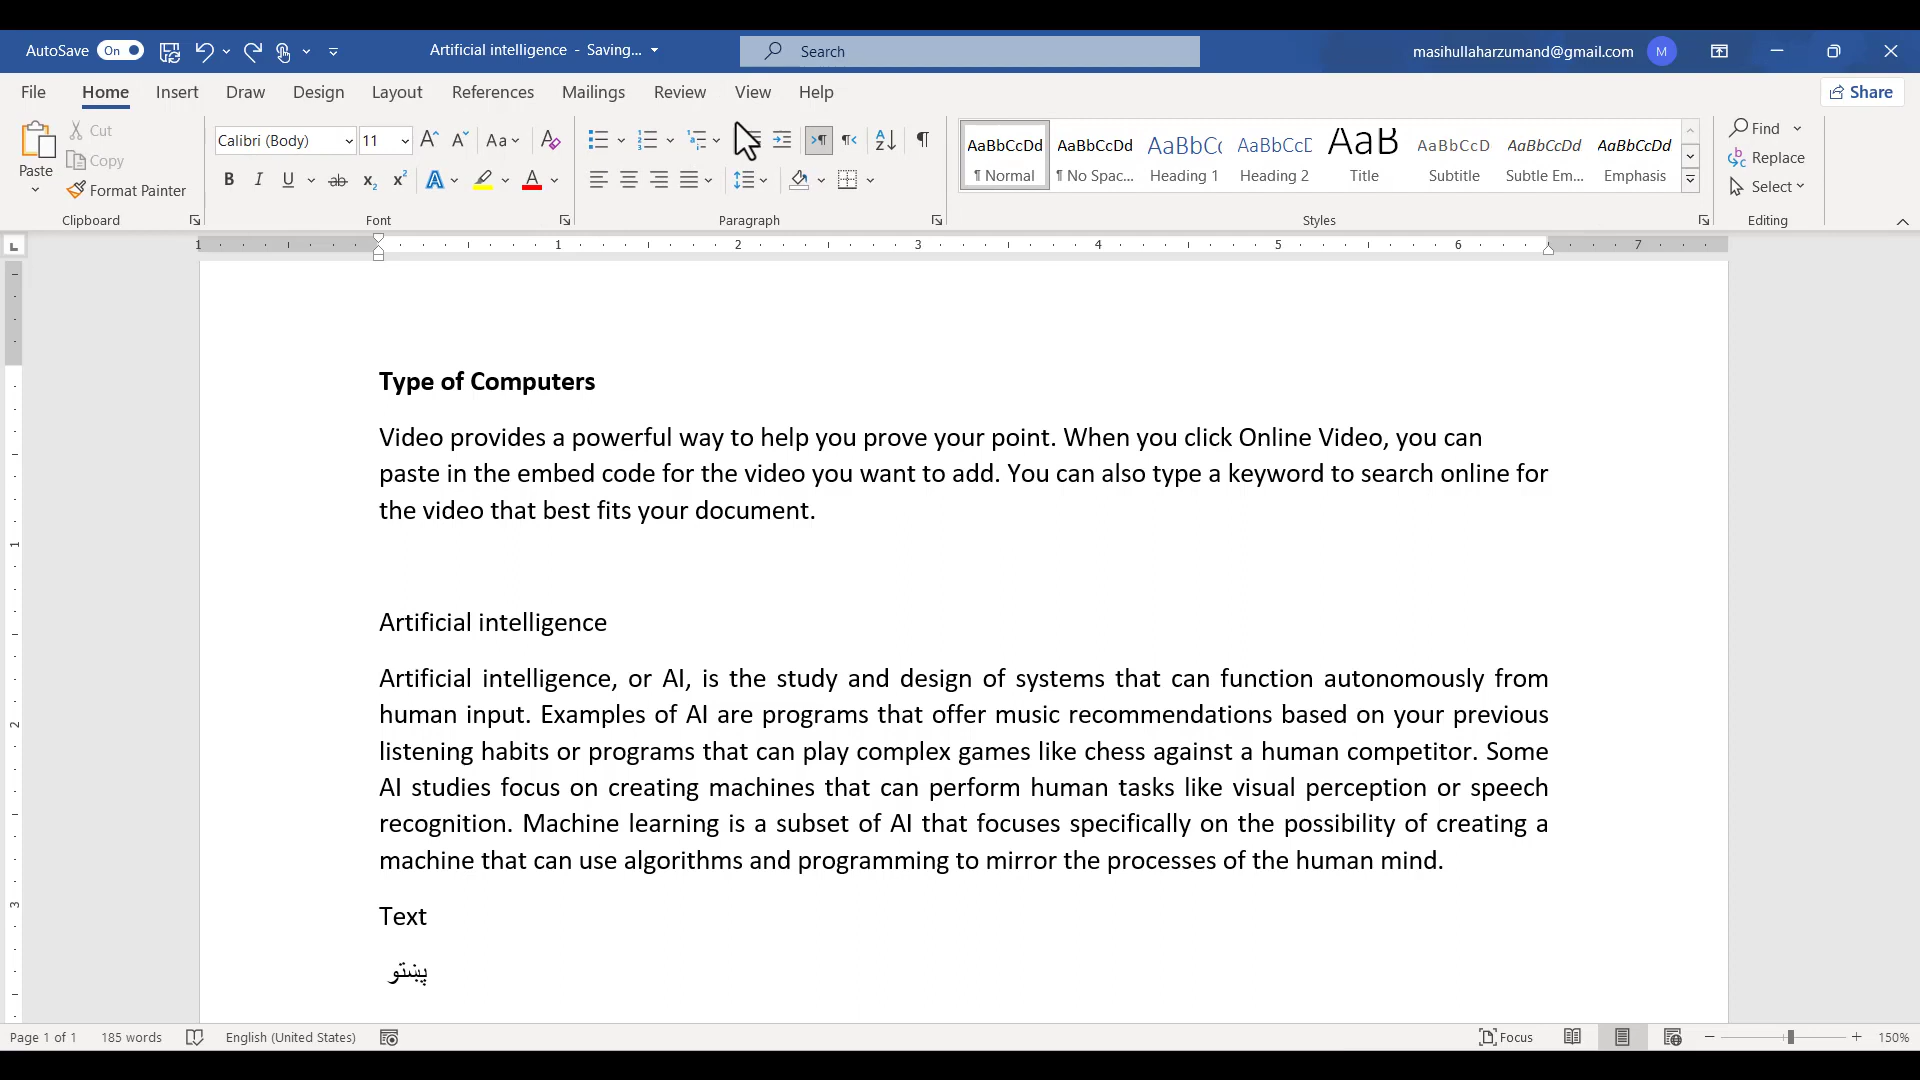 AutoSave On Artificial intelligence - Saving... Search masihullaharzumand@gmail.com M
File Home Insert Draw Design Layout References Mailings Review View Help Share
Paste Cut Copy Format Painter
Calibri (Body) 11 Aa
AaBbCcDd AaBbCcDd AaBbCc AaBbCcD AaB AaBbCcD AaBbCcDd AaBbCcDd
¶ Normal ¶ No Spac... Heading 1 Heading 2 Title Subtitle Subtle Em... Emphasis
Find Replace Select
Clipboard Font Paragraph Styles Editing
1 1 2 3 4 5 6 7
Type of Computers
Video provides a powerful way to help you prove your point. When you click Online Video, you can
paste in the embed code for the video you want to add. You can also type a keyword to search online for
the video that best fits your document.
Artificial intelligence
Artificial intelligence, or AI, is the study and design of systems that can function autonomously from
human input. Examples of AI are programs that offer music recommendations based on your previous
listening habits or programs that can play complex games like chess against a human competitor. Some
AI studies focus on creating machines that can perform human tasks like visual perception or speech
recognition. Machine learning is a subset of AI that focuses specifically on the possibility of creating a
machine that can use algorithms and programming to mirror the processes of the human mind.
Text
پښتو
Page 1 of 1 185 words English (United States) Focus 150%